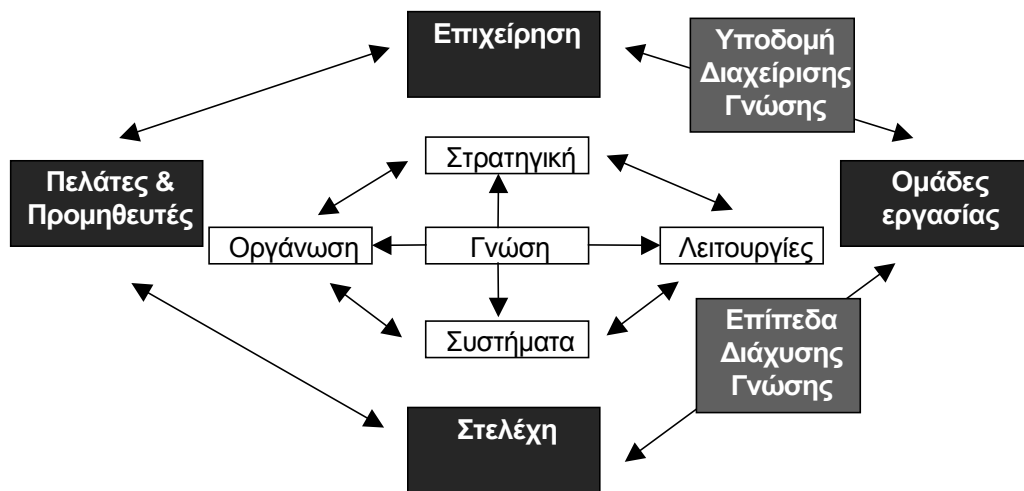 Επιχείρηση
Υποδομή
Διαχείρισης
Γνώσης
Στρατηγική
Πελάτες &
Προμηθευτές
Ομάδες
εργασίας
Οργάνωση
Γνώση
Λειτουργίες
Συστήματα
Επίπεδα
Διάχυσης
Γνώσης
Στελέχη